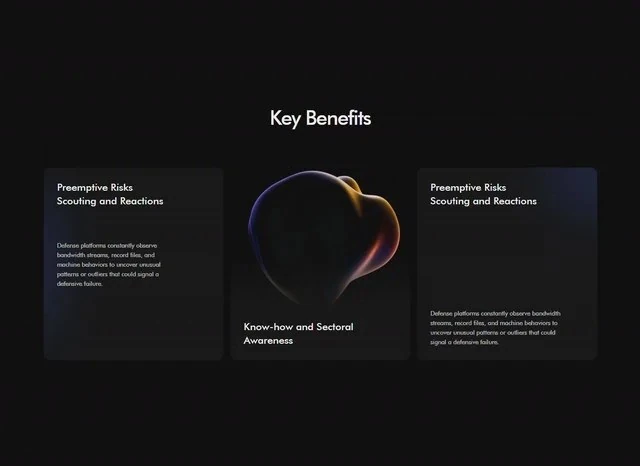 Key Benefits
Preemptive Risks
Scouting and Reactions
Defense platforms constantly observe
bandwidth streams, record files, and
machine behaviors to uncover unusual
patterns or outliers that could signal a
defensive failure.
Know-how and Sectoral
Awareness
Preemptive Risks
Scouting and Reactions
Defense platforms constantly observe bandwidth
streams, record files, and machine behaviors to
uncover unusual patterns or outliers that could
signal a defensive failure.